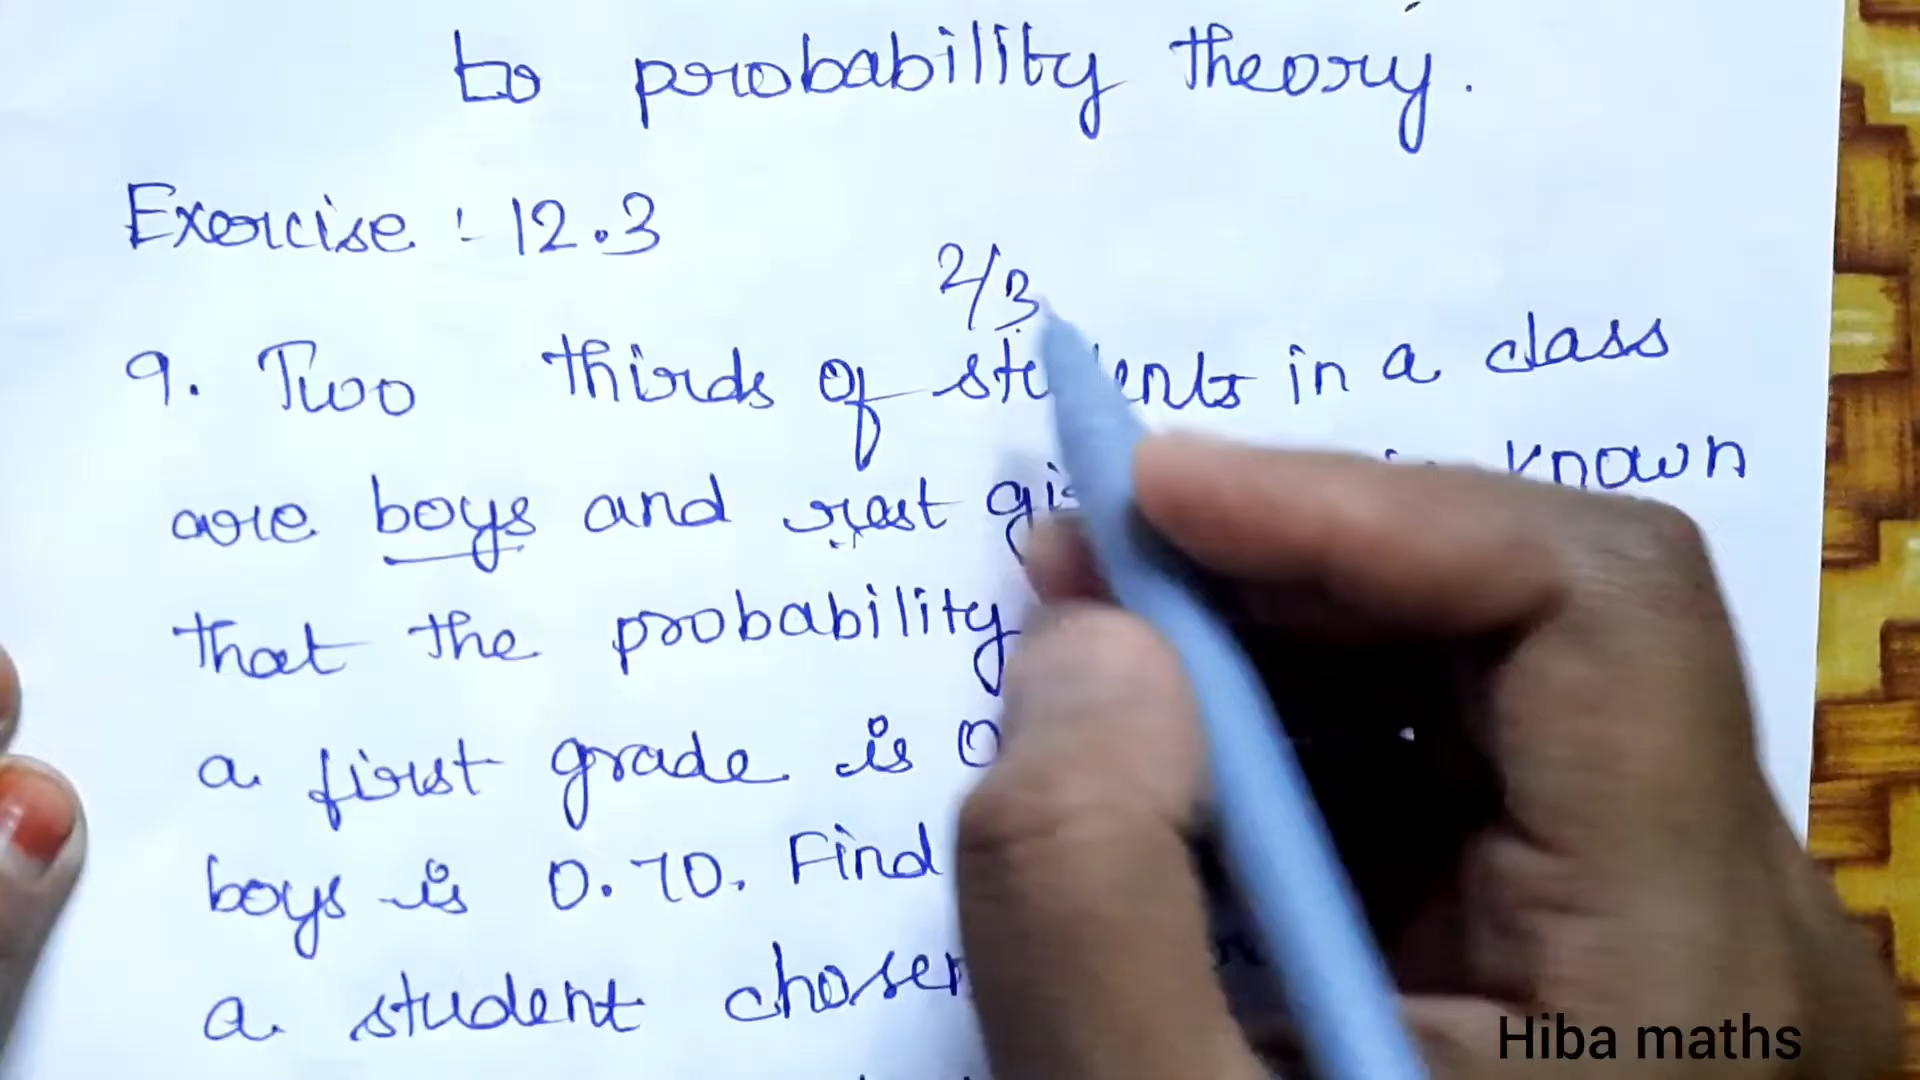 to probability theory.
Exercise : 12.3
2/3
9. Two thirds of students in a class
are boys and rest known
that the probability
a first grade is
boys is 0.70. Find
a student chosen
Hiba maths